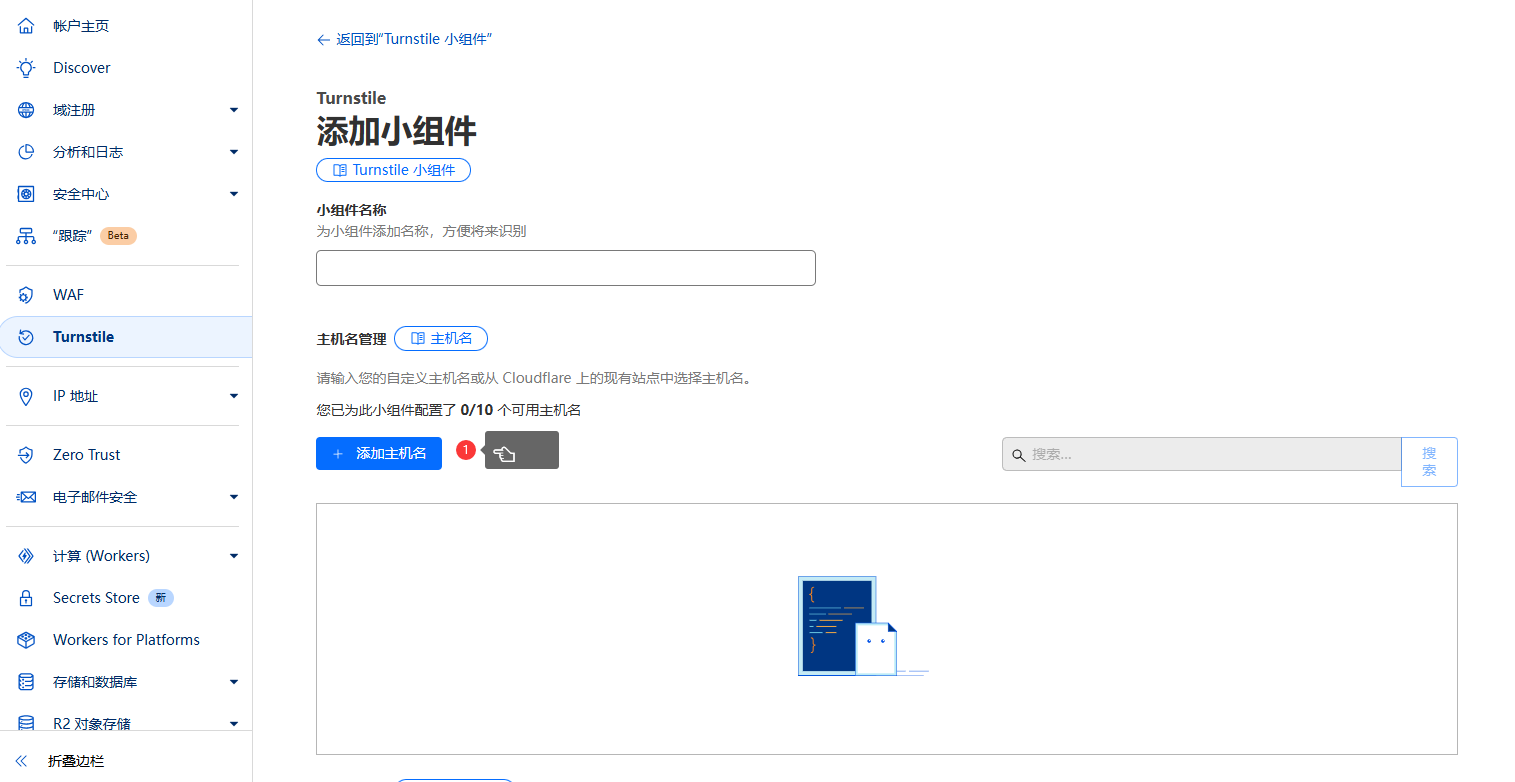 帐户主页
Discover
域注册
分析和日志
安全中心
“跟踪” Beta
WAF
Turnstile
IP 地址
Zero Trust
电子邮件安全
计算 (Workers)
Secrets Store 新
Workers for Platforms
存储和数据库
R2 对象存储
折叠边栏
返回到“Turnstile 小组件”
Turnstile
添加小组件
Turnstile 小组件
小组件名称
为小组件添加名称，方便将来识别
主机名管理 主机名
请输入您的自定义主机名或从 Cloudflare 上的现有站点中选择主机名。
您已为此小组件配置了 0/10 个可用主机名
+ 添加主机名 1
搜索...
搜
索
{
}